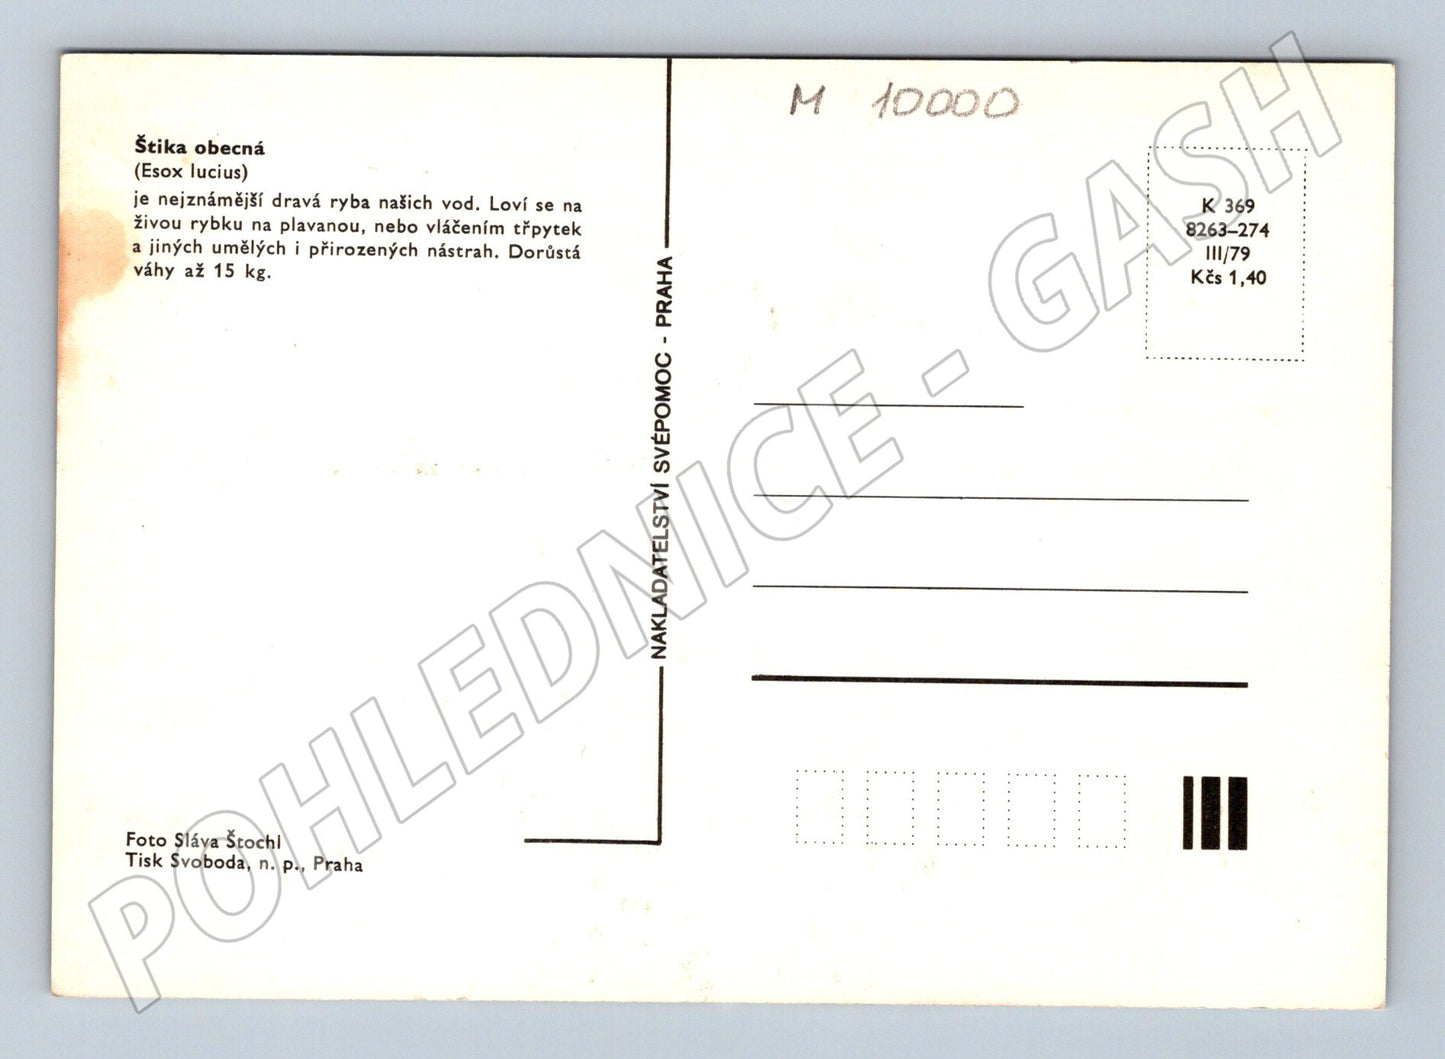 M 10000
Štika obecná
(Esox lucius)
je nejznámější dravá ryba našich vod. Loví se na
živou rybku na plavanou, nebo vláčením třpytek
a jiných umělých i přirozených nástrah. Dorůstá
váhy až 15 kg.
NAKLADATELSTVÍ SVÉPOMOC - PRAHA
K 369
8263–274
III/79
Kčs 1,40
Foto Sláva Štochl
Tisk Svoboda, n. p., Praha
POHLEDNICE - GASH